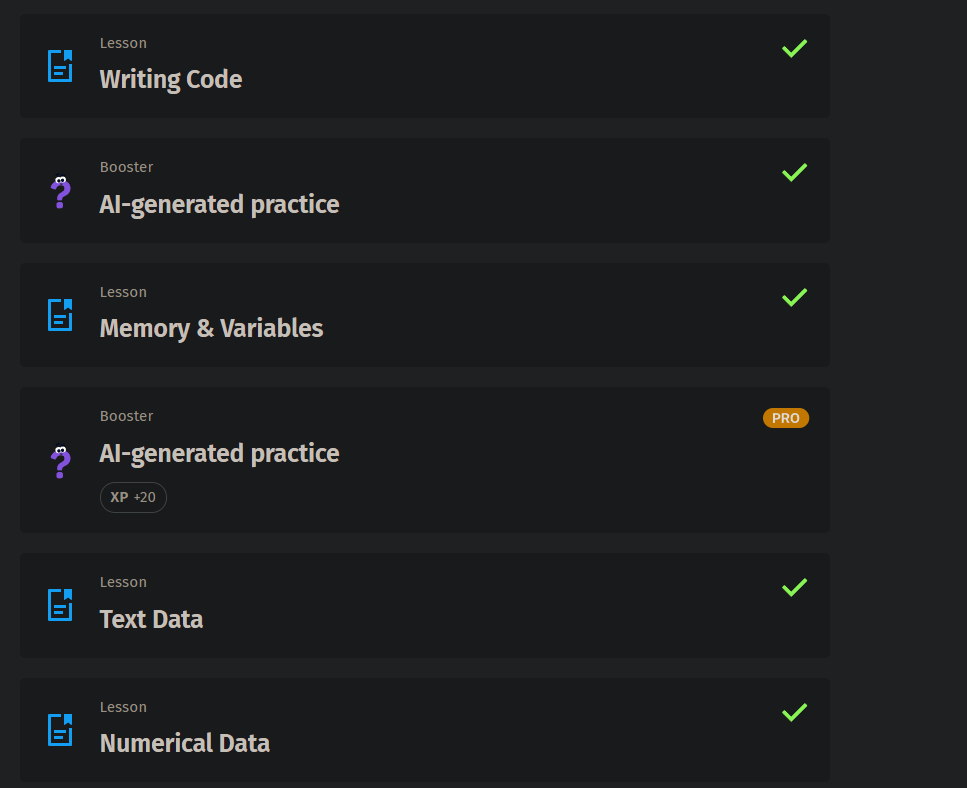 Lesson
Writing Code
Booster
AI-generated practice
Lesson
Memory & Variables
Booster
PRO
AI-generated practice
XP +20
Lesson
Text Data
Lesson
Numerical Data